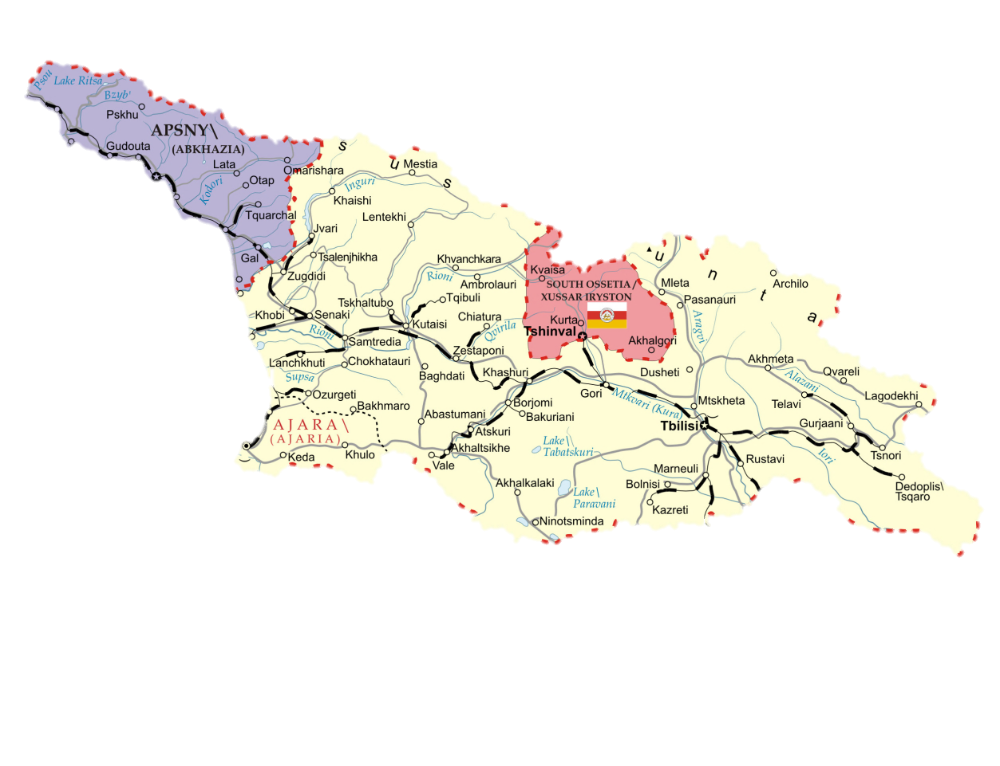 Psou
Lake Ritsa
Bzyb'
Pskhu
APSNY\
(ABKHAZIA)
Gudouta
Lata
Omarishara
Kodori
Otap
Tquarchal
Gal
s
u
s
Mestia
Inguri
Khaishi
Lentekhi
Jvari
Tsalenjhikha
Zugdidi
Khvanchkara
Rioni
Ambrolauri
Tskhaltubo
Tqibuli
Khobi
Senaki
Kutaisi
Chiatura
Qvirila
Rioni
Samtredia
Zestaponi
Lanchkhuti
Chokhatauri
Supsa
Baghdati
Khashuri
Ozurgeti
Bakhmaro
AJARA\
(AJARIA)
Keda
Khulo
Abastumani
Borjomi
Bakuriani
Atskuri
Akhaltsikhe
Vale
Kvaisa
SOUTH OSSETIA /
XUSSAR IRYSTON
Kurta
Tshinval
Akhalgori
u
n
t
a
Mleta
Pasanauri
Archilo
Aragvi
Dusheti
Gori
Mtkvari (Kura)
Mtskheta
Tbilisi
Akhmeta
Qvareli
Alazani
Lagodekhi
Telavi
Gurjaani
Tsnori
Iori
Dedoplis\
Tsqaro
Rustavi
Marneuli
Bolnisi
Kazreti
Lake\
Tabatskuri
Akhalkalaki
Lake\
Paravani
Ninotsminda